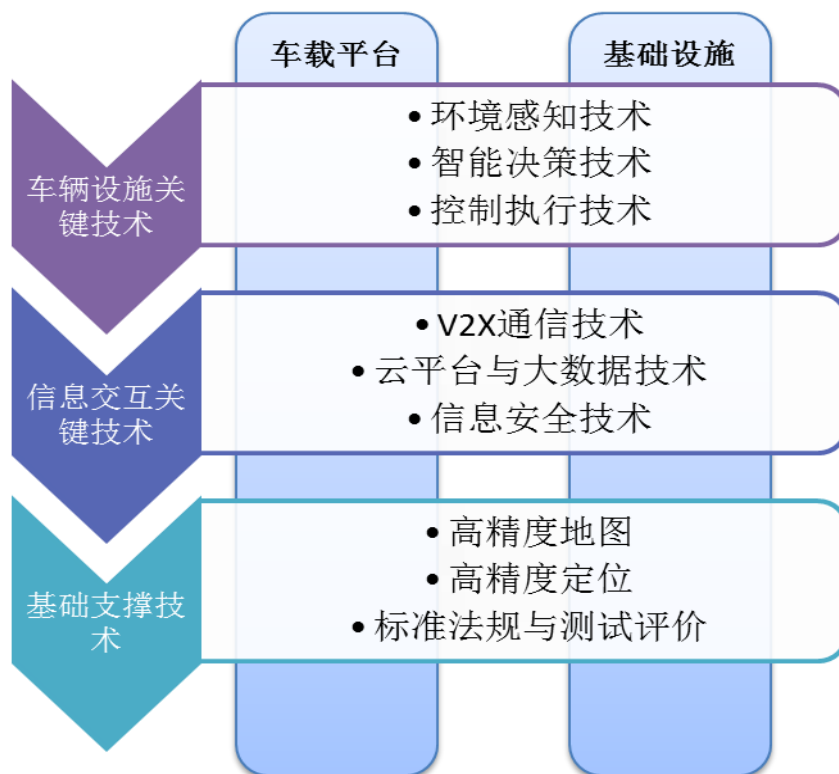 车载平台
基础设施
车辆设施关
键技术
• 环境感知技术
• 智能决策技术
• 控制执行技术
信息交互关
键技术
• V2X通信技术
• 云平台与大数据技术
• 信息安全技术
基础支撑技
术
• 高精度地图
• 高精度定位
• 标准法规与测试评价